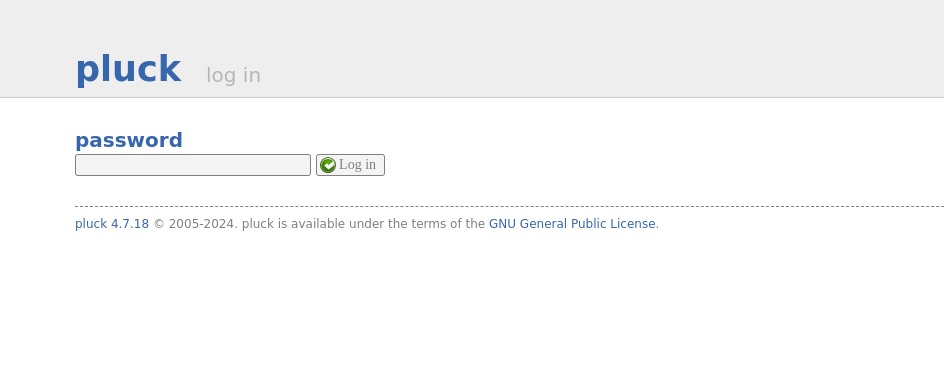 pluck log in
password
Log in
pluck 4.7.18 © 2005-2024. pluck is available under the terms of the GNU General Public License.